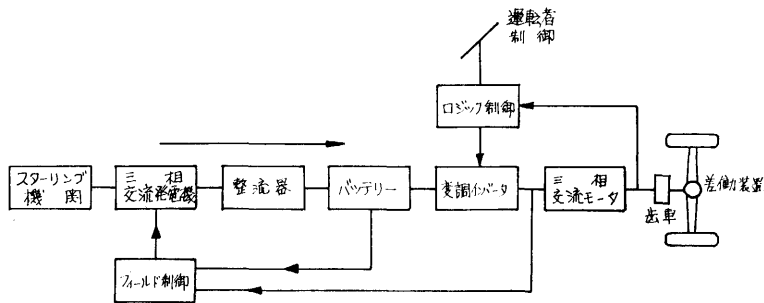 運転者
制御
ロジック制御
スターリング
機関
三相
交流発電機
整流器
バッテリー
変調インバータ
三相
交流モータ
歯車
差働装置
フィールド制御